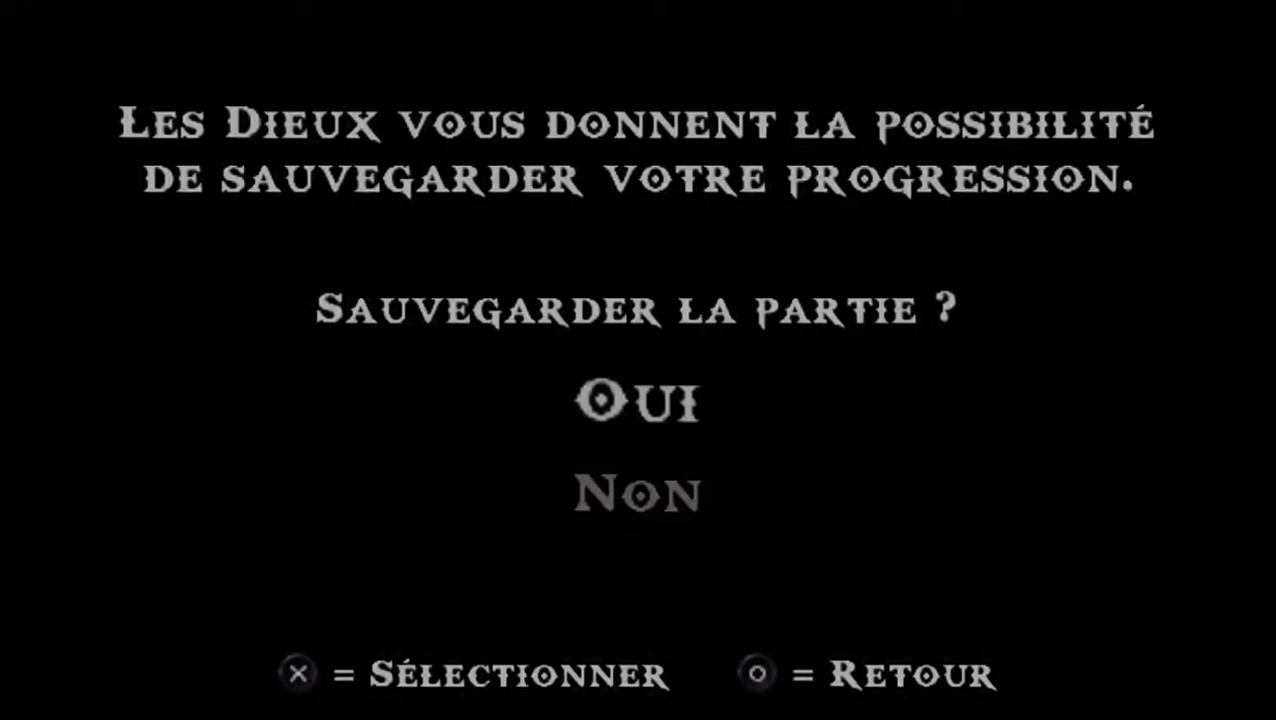 Les Dieux vous donnent la possibilité
de sauvegarder votre progression.
Sauvegarder la partie ?
Oui
Non
= Sélectionner = Retour